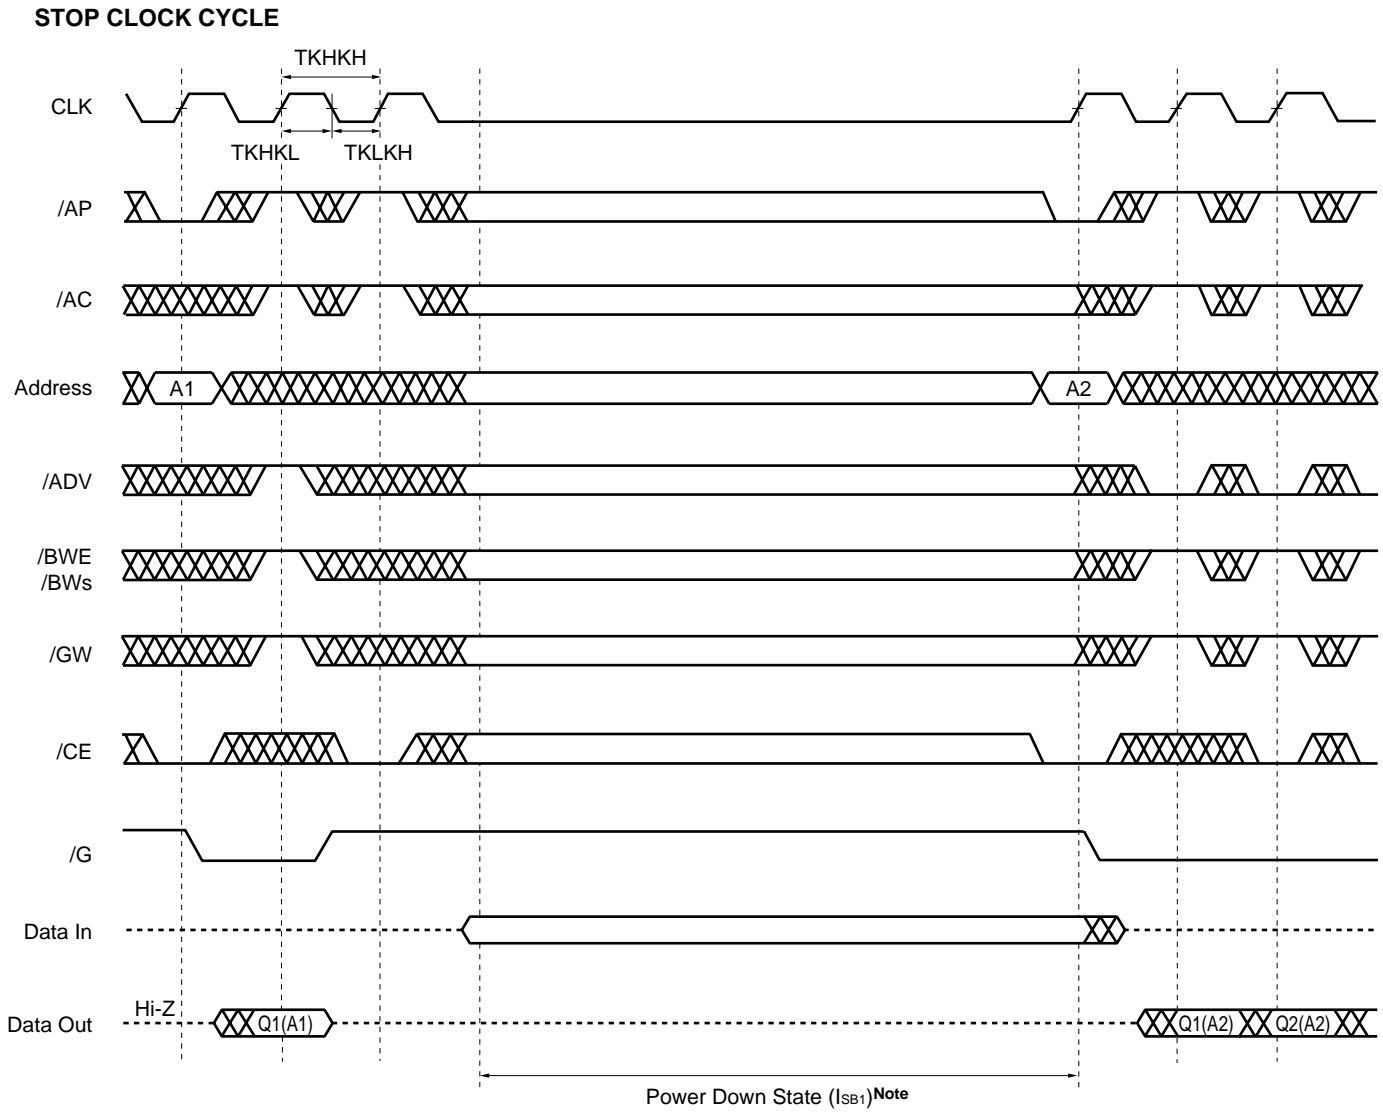 STOP CLOCK CYCLE
TKHKH
CLK
TKHKL TKLKH
/AP
/AC
Address A1 A2
/ADV
/BWE
/BWs
/GW
/CE
/G
Data In
Hi-Z
Data Out Q1(A1) Q1(A2) Q2(A2)
Power Down State (ISB1)Note